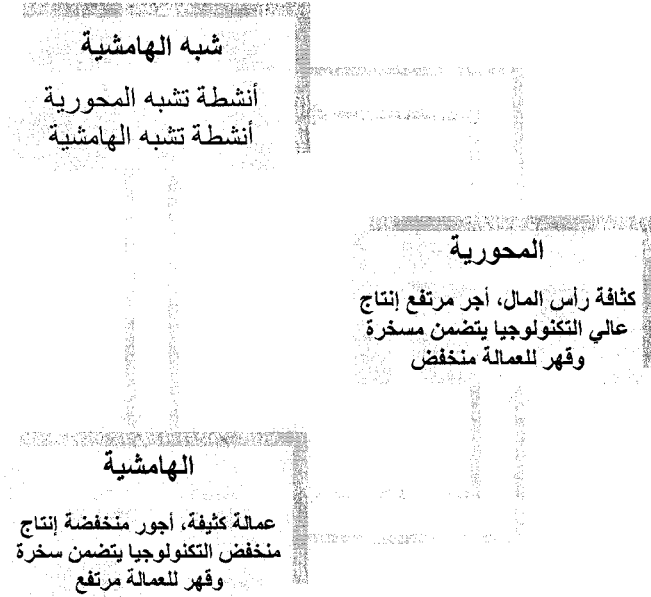 شبه الهامشية
أنشطة تشبه المحورية
أنشطة تشبه الهامشية
المحورية
كثافة رأس المال، أجر مرتفع إنتاج
عالي التكنولوجيا يتضمن مسخرة
وقهر للعمالة منخفض
الهامشية
عمالة كثيفة، أجور منخفضة إنتاج
منخفض التكنولوجيا يتضمن سخرة
وقهر للعمالة مرتفع